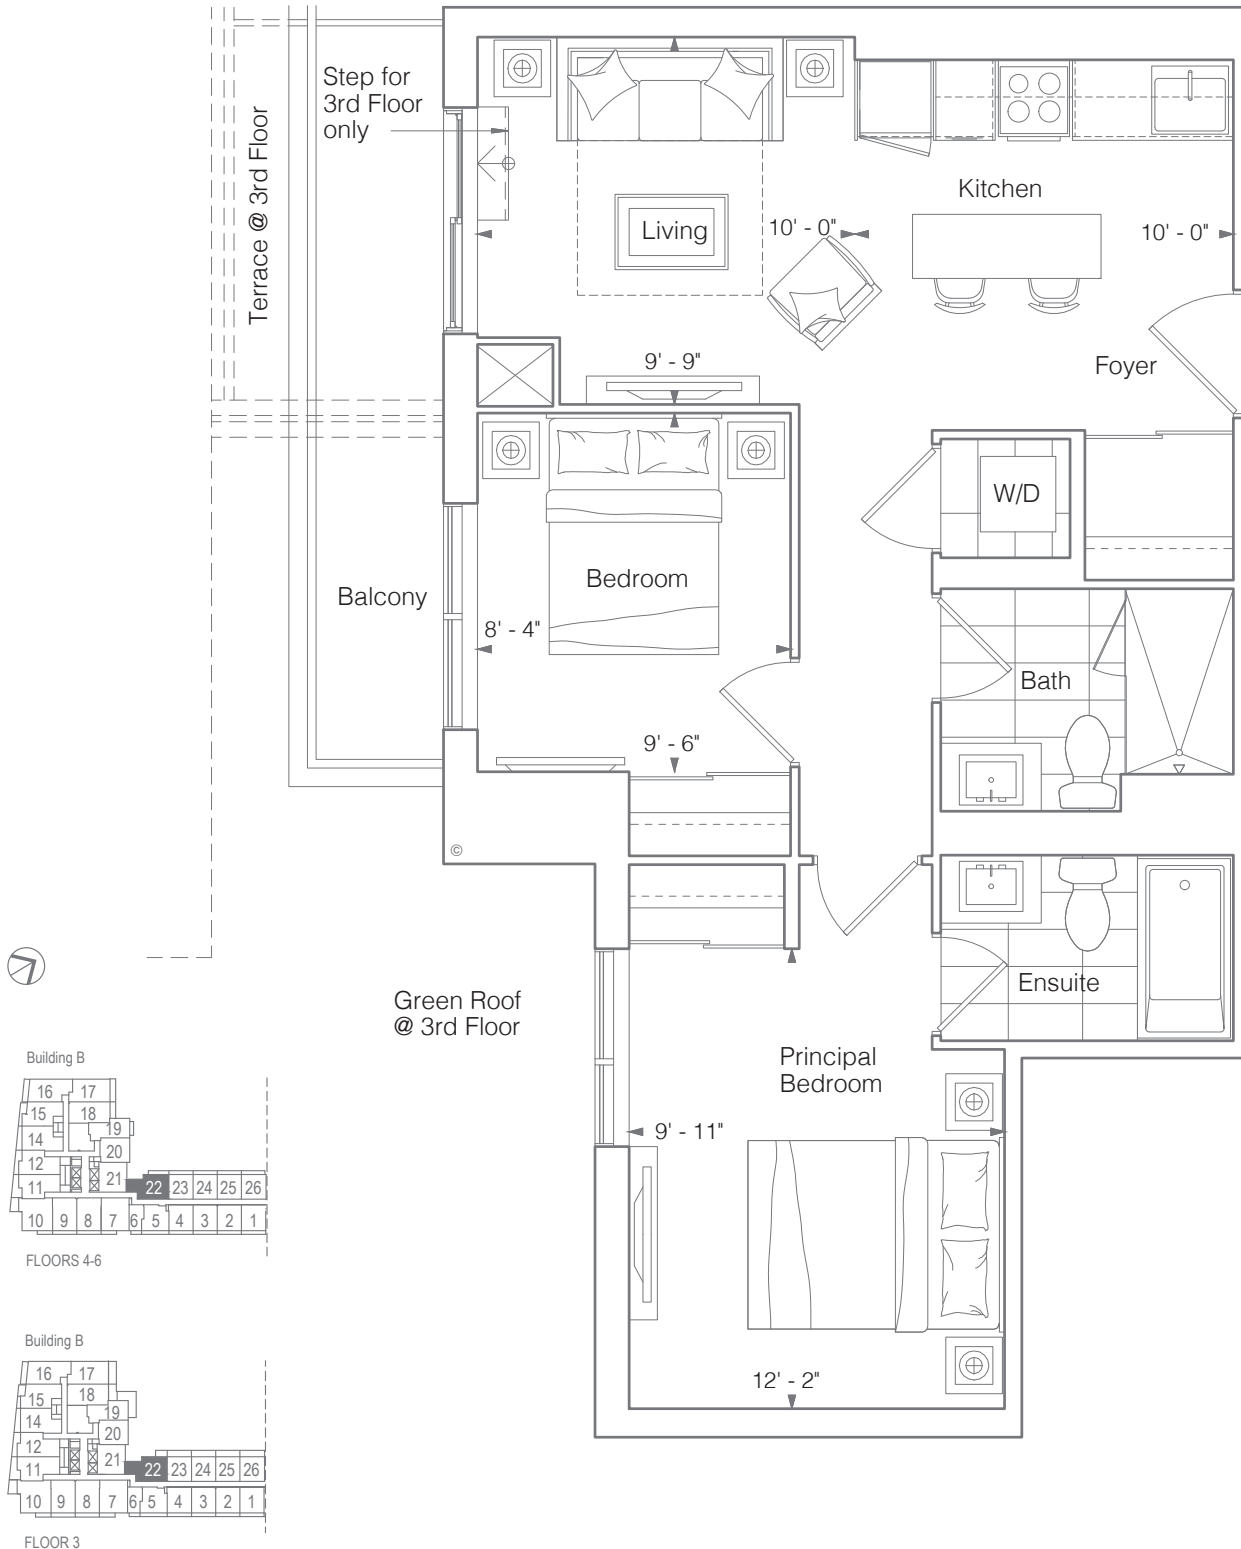 Step for
3rd Floor
only
Terrace @ 3rd Floor
Kitchen
Living
10' - 0"
10' - 0"
9' - 9"
Foyer
W/D
Bedroom
Balcony
8' - 4"
Bath
9' - 6"
©
Ensuite
Green Roof
@ 3rd Floor
Principal
Bedroom
9' - 11"
12' - 2"
Building B
16 17
15 18
19
14 20
12 21
11 22 23 24 25 26
10 9 8 7 6 5 4 3 2 1
FLOORS 4-6
Building B
16 17
15 18
19
14 20
12 21
11 22 23 24 25 26
10 9 8 7 6 5 4 3 2 1
FLOOR 3